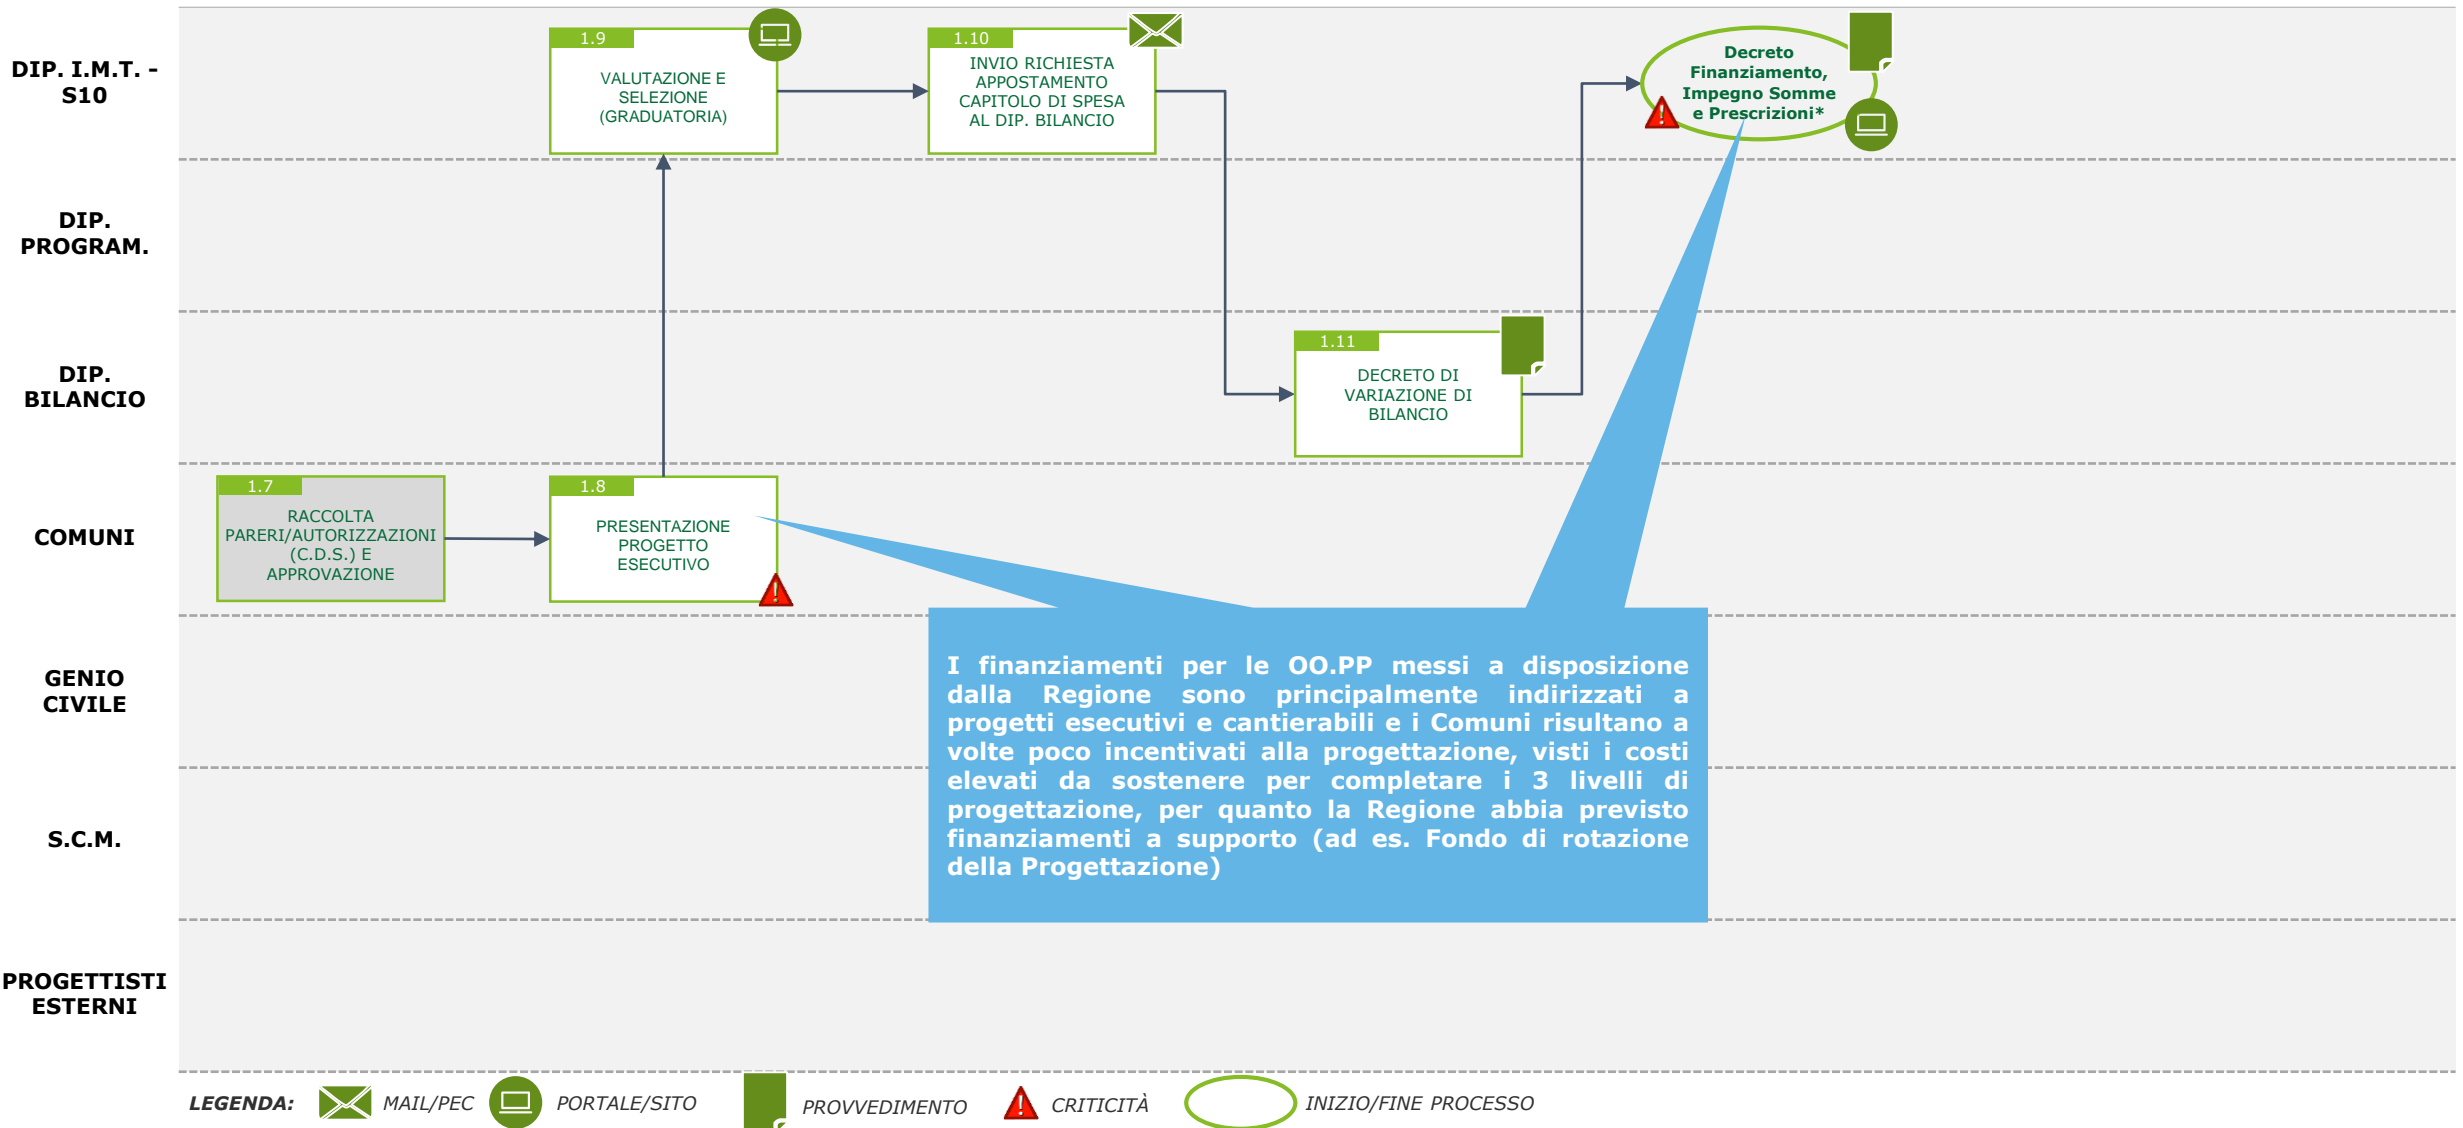 DIP. I.M.T. -
S10
1.9
VALUTAZIONE E
SELEZIONE
(GRADUATORIA)
1.10
INVIO RICHIESTA
APPOSTAMENTO
CAPITOLO DI SPESA
AL DIP. BILANCIO
Decreto
Finanziamento,
Impegno Somme
e Prescrizioni*
DIP.
PROGRAM.
DIP.
BILANCIO
1.11
DECRETO DI
VARIAZIONE DI
BILANCIO
COMUNI
1.7
RACCOLTA
PARERI/AUTORIZZAZIONI
(C.D.S.) E
APPROVAZIONE
1.8
PRESENTAZIONE
PROGETTO
ESECUTIVO
I finanziamenti per le OO.PP messi a disposizione
dalla Regione sono principalmente indirizzati a
progetti esecutivi e cantierabili e i Comuni risultano a
volte poco incentivati alla progettazione, visti i costi
elevati da sostenere per completare i 3 livelli di
progettazione, per quanto la Regione abbia previsto
finanziamenti a supporto (ad es. Fondo di rotazione
della Progettazione)
GENIO
CIVILE
S.C.M.
PROGETTISTI
ESTERNI
LEGENDA:
MAIL/PEC
PORTALE/SITO
PROVVEDIMENTO
CRITICITÀ
INIZIO/FINE PROCESSO